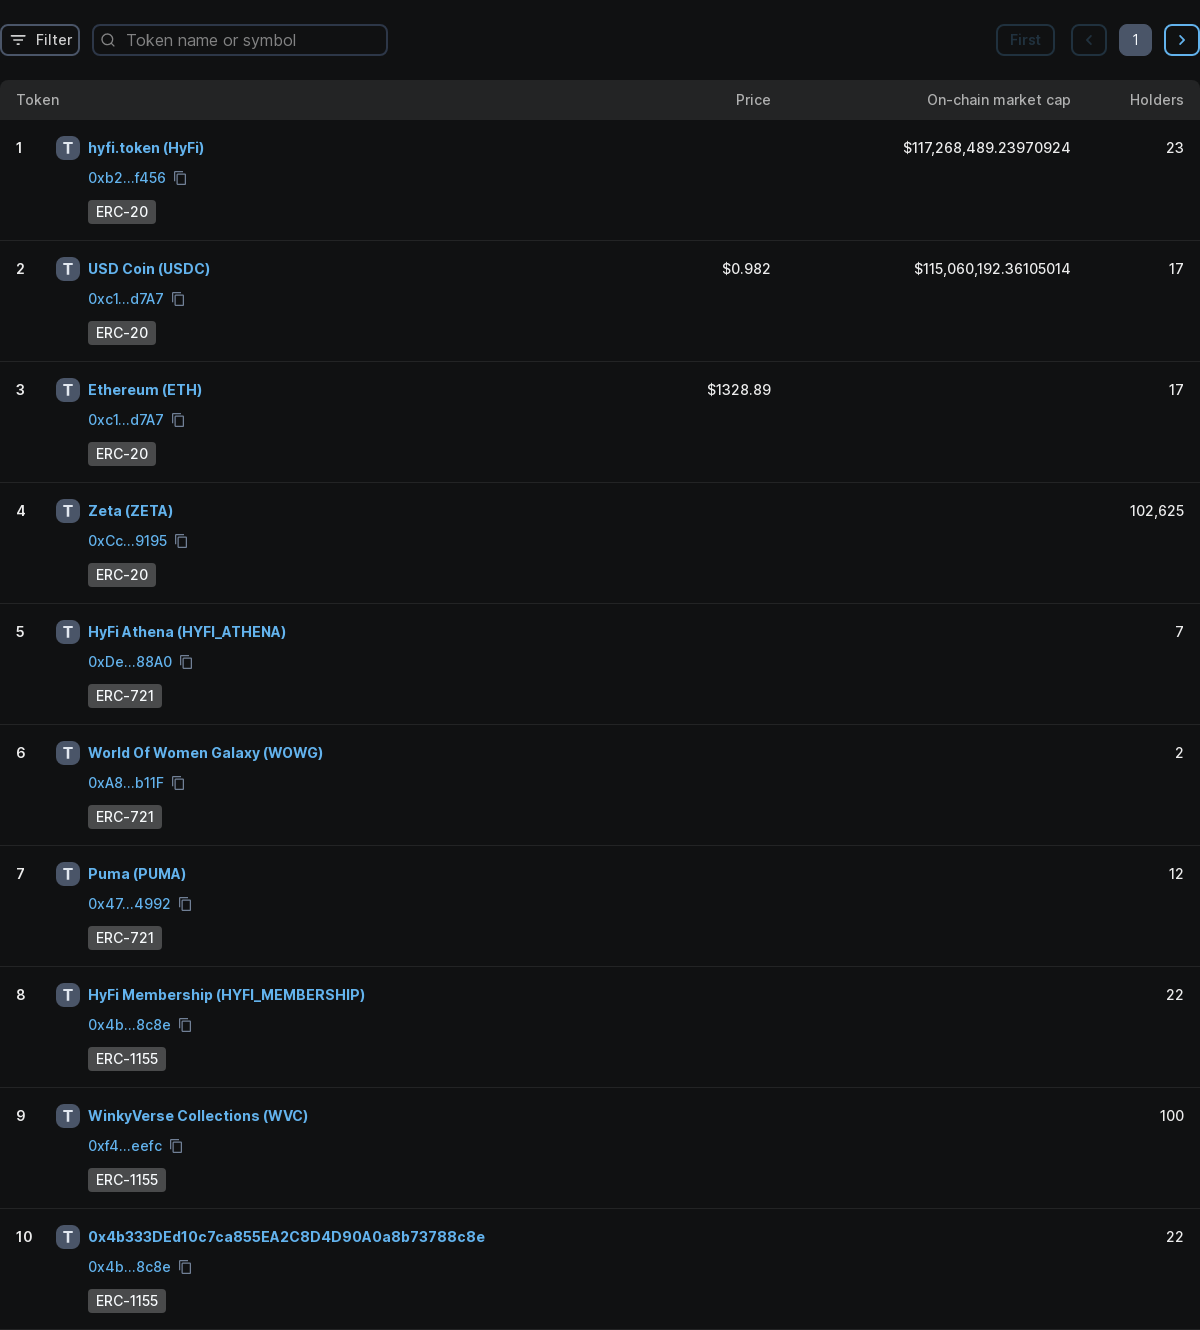 Filter Token name or symbol First 1
Token Price On-chain market cap Holders
1 T hyfi.token (HyFi) $117,268,489.23970924 23
0xb2...f456
ERC-20
2 T USD Coin (USDC) $0.982 $115,060,192.36105014 17
0xc1...d7A7
ERC-20
3 T Ethereum (ETH) $1328.89 17
0xc1...d7A7
ERC-20
4 T Zeta (ZETA) 102,625
0xCc...9195
ERC-20
5 T HyFi Athena (HYFI_ATHENA) 7
0xDe...88A0
ERC-721
6 T World Of Women Galaxy (WOWG) 2
0xA8...b11F
ERC-721
7 T Puma (PUMA) 12
0x47...4992
ERC-721
8 T HyFi Membership (HYFI_MEMBERSHIP) 22
0x4b...8c8e
ERC-1155
9 T WinkyVerse Collections (WVC) 100
0xf4...eefc
ERC-1155
10 T 0x4b333DEd10c7ca855EA2C8D4D90A0a8b73788c8e 22
0x4b...8c8e
ERC-1155